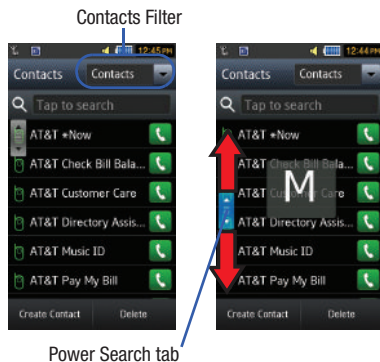 Contacts Filter
12:45 PM
Contacts Contacts
Tap to search
AT&T *Now
AT&T Check Bill Bala...
AT&T Customer Care
AT&T Directory Assis...
AT&T Music ID
AT&T Pay My Bill
Create Contact Delete
12:44 PM
Contacts Contacts
Tap to search
AT&T *Now
AT&T Check Bill Bala...
AT&T Customer Care
M
AT&T Directory Assis...
AT&T Music ID
AT&T Pay My Bill
Create Contact Delete
Power Search tab